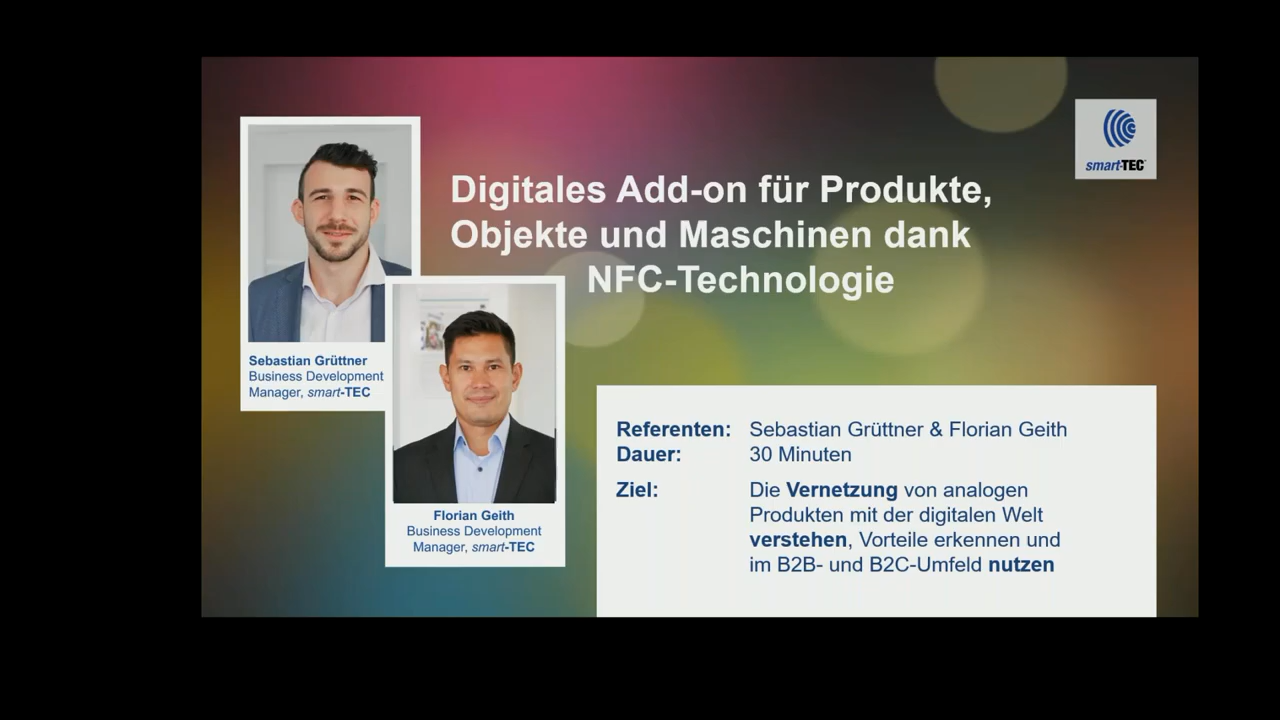 smart-TEC
Digitales Add-on für Produkte,
Objekte und Maschinen dank
NFC-Technologie
Sebastian Grüttner
Business Development
Manager, smart-TEC
Florian Geith
Business Development
Manager, smart-TEC
Referenten: Sebastian Grüttner & Florian Geith
Dauer: 30 Minuten
Ziel: Die Vernetzung von analogen
Produkten mit der digitalen Welt
verstehen, Vorteile erkennen und
im B2B- und B2C-Umfeld nutzen